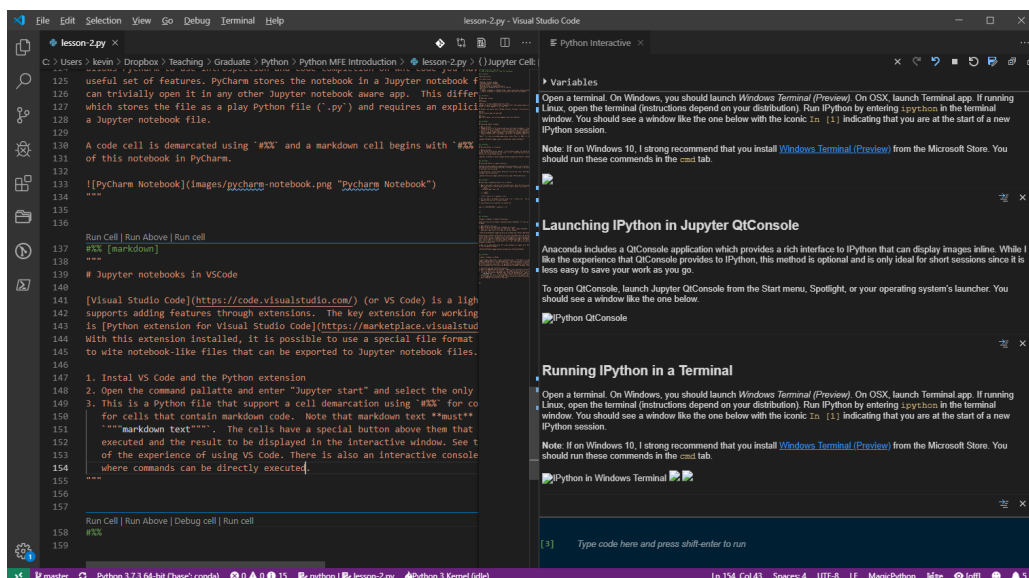 File Edit Selection View Go Debug Terminal Help
lesson-2.py - Visual Studio Code
lesson-2.py
C: > Users > kevin > Dropbox > Teaching > Graduate > Python > Python MFE Introduction > lesson-2.py > {} Jupyter Cell:
125 useful set of features. PyCharm stores the notebook in a Jupyter notebook f
126 can trivially open it in any other Jupyter notebook aware app. This differ
127 which stores the file as a play Python file (`.py`) and requires an explici
128 a Jupyter notebook file.
129
130 A code cell is demarcated using `#%%` and a markdown cell begins with `#%%
131 of this notebook in PyCharm.
132
133 ![PyCharm Notebook](images/pycharm-notebook.png "Pycharm Notebook")
134 """
135
136
Run Cell | Run Above | Run cell
137 #%% [markdown]
138 """
139 # Jupyter notebooks in VSCode
140
141 [Visual Studio Code](https://code.visualstudio.com/) (or VS Code) is a ligh
142 supports adding features through extensions. The key extension for working
143 is [Python extension for Visual Studio Code](https://marketplace.visualstud
144 With this extension installed, it is possible to use a special file format
145 to wite notebook-like files that can be exported to Jupyter notebook files.
146
147 1. Instal VS Code and the Python extension
148 2. Open the command pallatte and enter "Jupyter start" and select the only
149 3. This is a Python file that support a cell demarcation using `#%%` for co
150 for cells that contain markdown code. Note that markdown text **must**
151 `"""markdown text"""`. The cells have a special button above them that
152 executed and the result to be displayed in the interactive window. See t
153 of the experience of using VS Code. There is also an interactive console
154 where commands can be directly executed.
155 """
156
157
Run Cell | Run Above | Debug cell | Run cell
158 #%%
159
Python Interactive
Variables
Open a terminal. On Windows, you should launch Windows Terminal (Preview). On OSX, launch Terminal app. If running
Linux, open the terminal (instructions depend on your distribution). Run IPython by entering ipython in the terminal
window. You should see a window like the one below with the iconic In [1] indicating that you are at the start of a new
IPython session.
Note: If on Windows 10, I strong recommend that you install Windows Terminal (Preview) from the Microsoft Store. You
should run these commends in the cmd tab.
Launching IPython in Jupyter QtConsole
Anaconda includes a QtConsole application which provides a rich interface to IPython that can display images inline. While I
like the experience that QtConsole provides to IPython, this method is optional and is only ideal for short sessions since it is
less easy to save your work as you go.
To open QtConsole, launch Jupyter QtConsole from the Start menu, Spotlight, or your operating system's launcher. You
should see a window like the one below.
IPython QtConsole
Running IPython in a Terminal
Open a terminal. On Windows, you should launch Windows Terminal (Preview). On OSX, launch Terminal app. If running
Linux, open the terminal (instructions depend on your distribution). Run IPython by entering ipython in the terminal
window. You should see a window like the one below with the iconic In [1] indicating that you are at the start of a new
IPython session.
Note: If on Windows 10, I strong recommend that you install Windows Terminal (Preview) from the Microsoft Store. You
should run these commends in the cmd tab.
IPython in Windows Terminal
[3] Type code here and press shift-enter to run
master Python 3.7.3 64-bit ('base': conda) 0 0 15 python | lesson-2.py Python 3 Kernel (idle) Ln 154, Col 43 Spaces: 4 UTF-8 LF MagicPython kite [off] 5